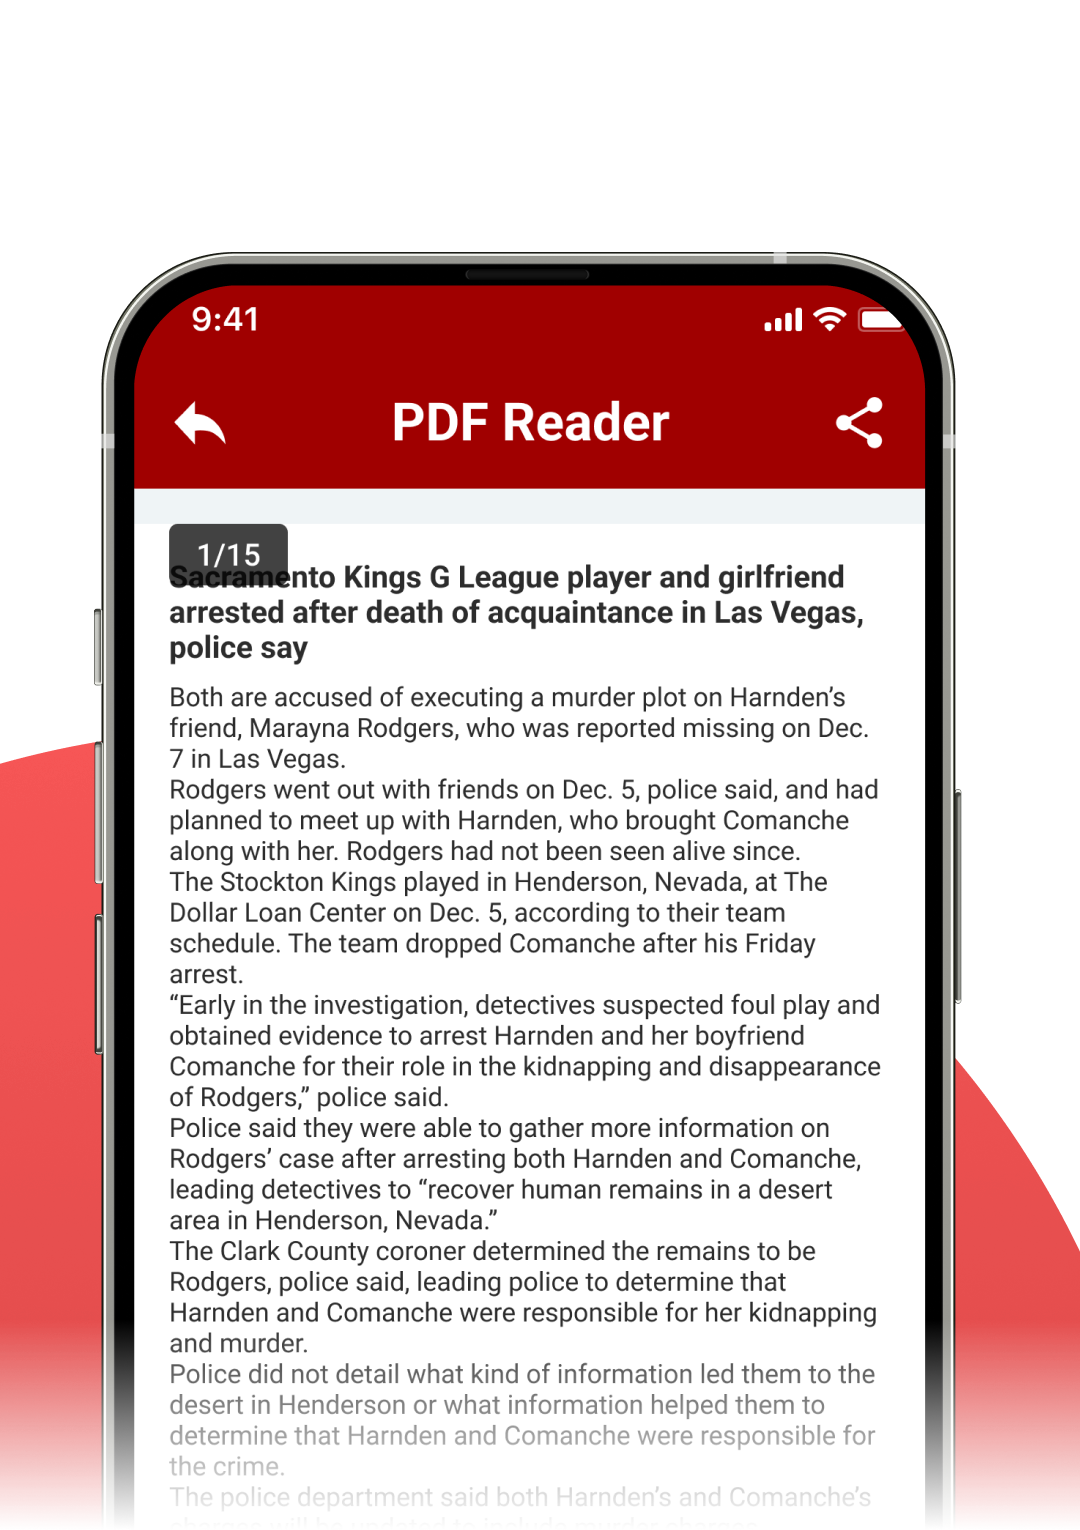 9:41
PDF Reader
1/15
Sacramento Kings G League player and girlfriend
arrested after death of acquaintance in Las Vegas,
police say
Both are accused of executing a murder plot on Harnden’s
friend, Marayna Rodgers, who was reported missing on Dec.
7 in Las Vegas.
Rodgers went out with friends on Dec. 5, police said, and had
planned to meet up with Harnden, who brought Comanche
along with her. Rodgers had not been seen alive since.
The Stockton Kings played in Henderson, Nevada, at The
Dollar Loan Center on Dec. 5, according to their team
schedule. The team dropped Comanche after his Friday
arrest.
“Early in the investigation, detectives suspected foul play and
obtained evidence to arrest Harnden and her boyfriend
Comanche for their role in the kidnapping and disappearance
of Rodgers,” police said.
Police said they were able to gather more information on
Rodgers’ case after arresting both Harnden and Comanche,
leading detectives to “recover human remains in a desert
area in Henderson, Nevada.”
The Clark County coroner determined the remains to be
Rodgers, police said, leading police to determine that
Harnden and Comanche were responsible for her kidnapping
and murder.
Police did not detail what kind of information led them to the
desert in Henderson or what information helped them to
determine that Harnden and Comanche were responsible for
the crime.
The police department said both Harnden’s and Comanche’s
charges will be updated to include murder charges